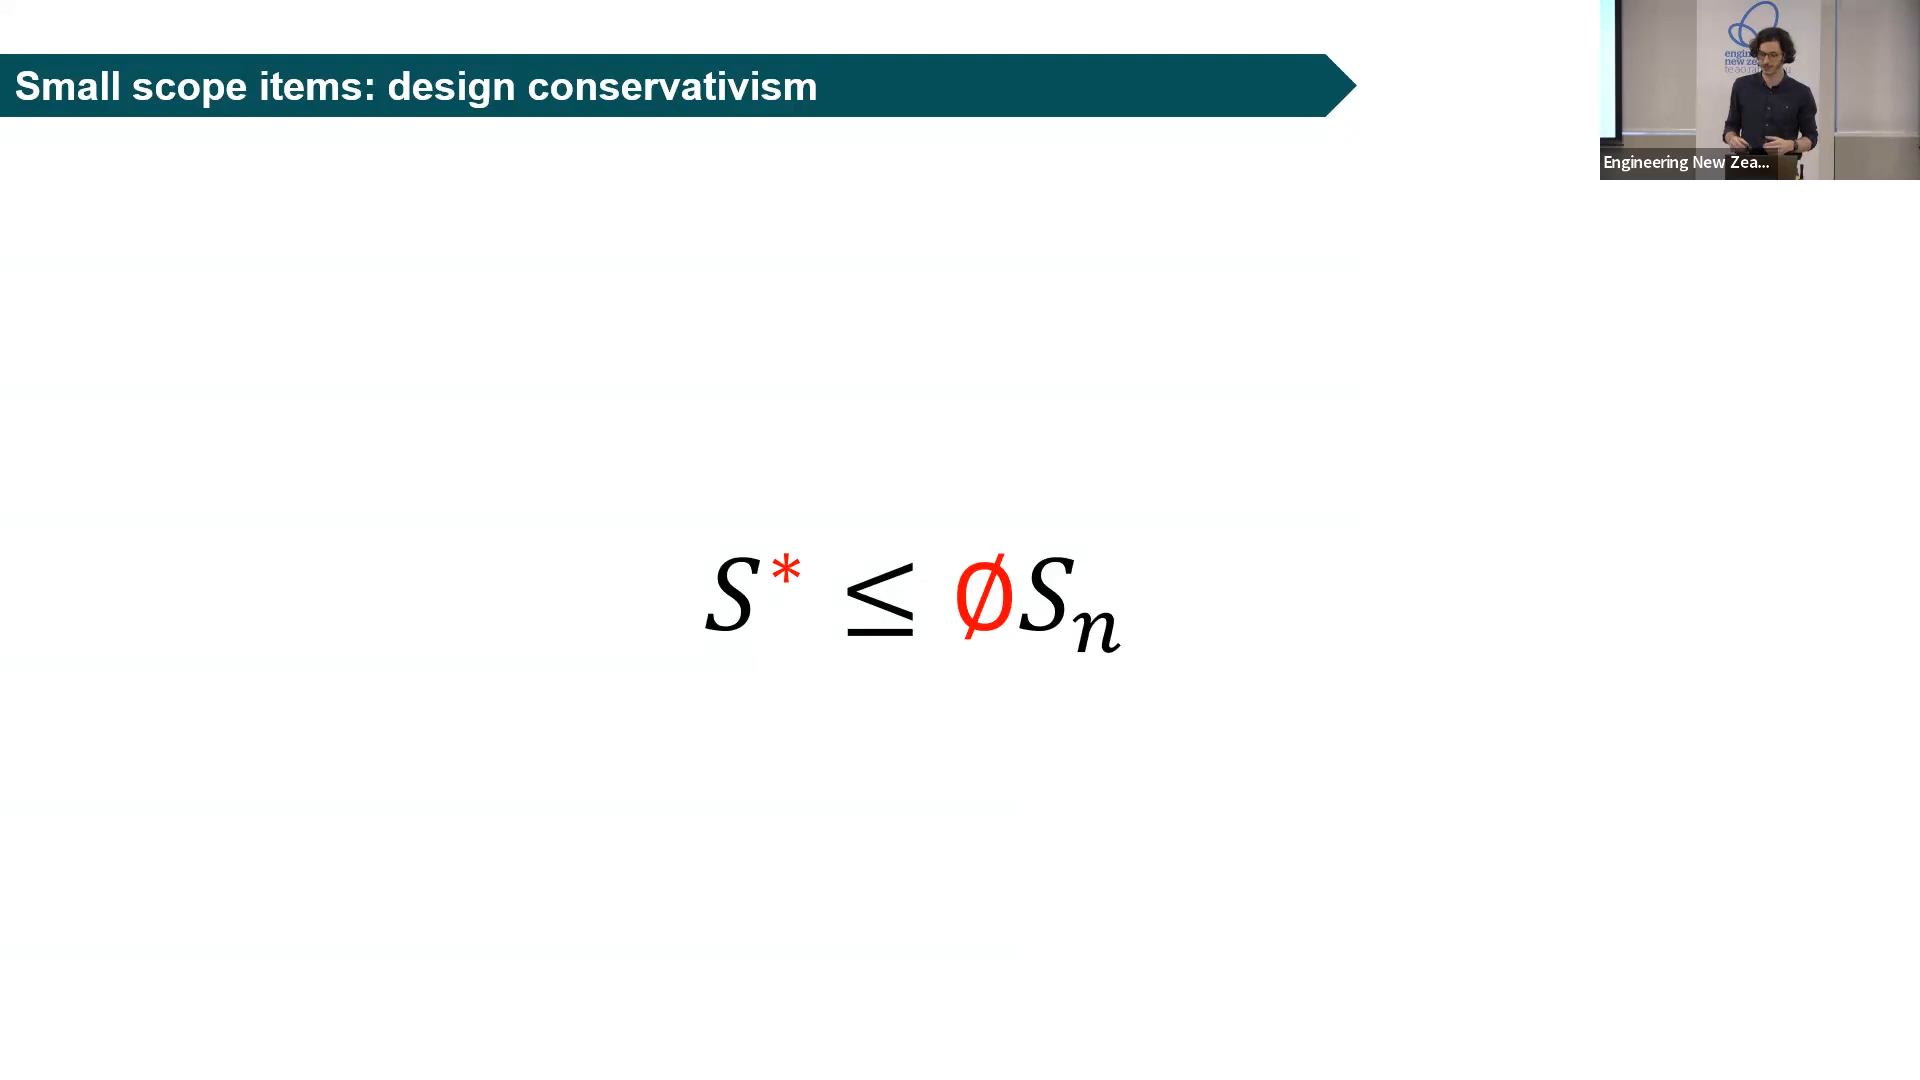 Small scope items: design conservativism
S* ≤ ∅Sₙ
Engineering New Zea...